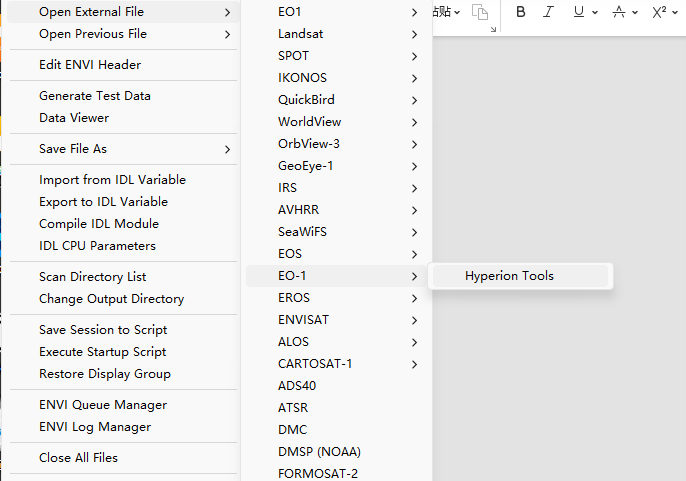 Open External File
Open Previous File
Edit ENVI Header
Generate Test Data
Data Viewer
Save File As
Import from IDL Variable
Export to IDL Variable
Compile IDL Module
IDL CPU Parameters
Scan Directory List
Change Output Directory
Save Session to Script
Execute Startup Script
Restore Display Group
ENVI Queue Manager
ENVI Log Manager
Close All Files
EO1
Landsat
SPOT
IKONOS
QuickBird
WorldView
OrbView-3
GeoEye-1
IRS
AVHRR
SeaWiFS
EOS
EO-1
EROS
ENVISAT
ALOS
CARTOSAT-1
ADS40
ATSR
DMC
DMSP (NOAA)
FORMOSAT-2
Hyperion Tools
粘贴
B I U A X²